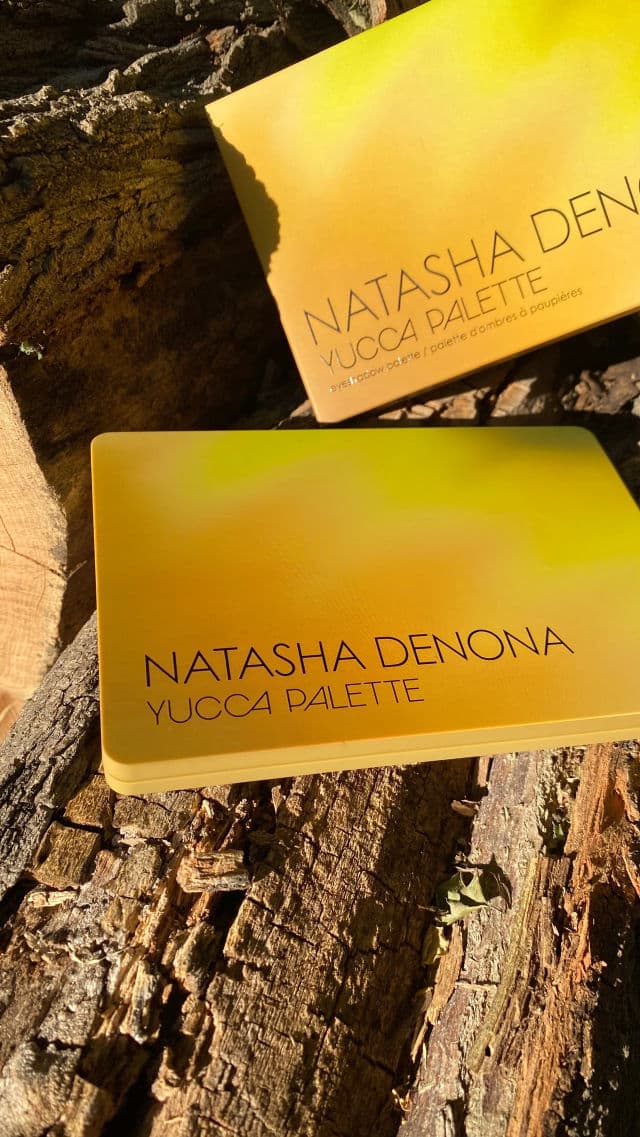 NATASHA DENO
YUCCA PALETTE
eyeshadow palette / palette d'ombres à paupières
NATASHA DENONA
YUCCA PALETTE